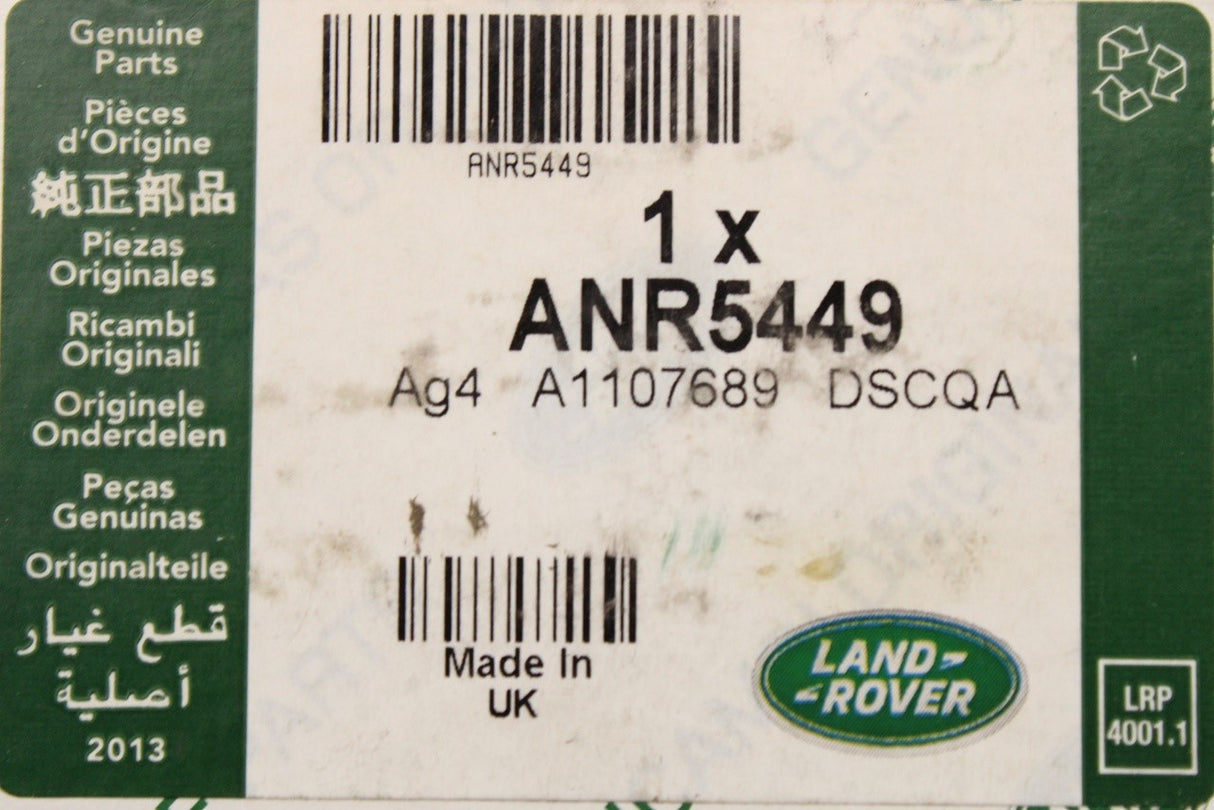 Genuine
Parts
Pièces
d'Origine
純正部品
Piezas
Originales
Ricambi
Originali
Originele
Onderdelen
Peças
Genuinas
Originalteile
قطع غيار
أصلية
2013
ANR5449
1 x
ANR5449
Ag4 A1107689 DSCQA
Made In
UK
LAND-
-ROVER
LRP
4001.1